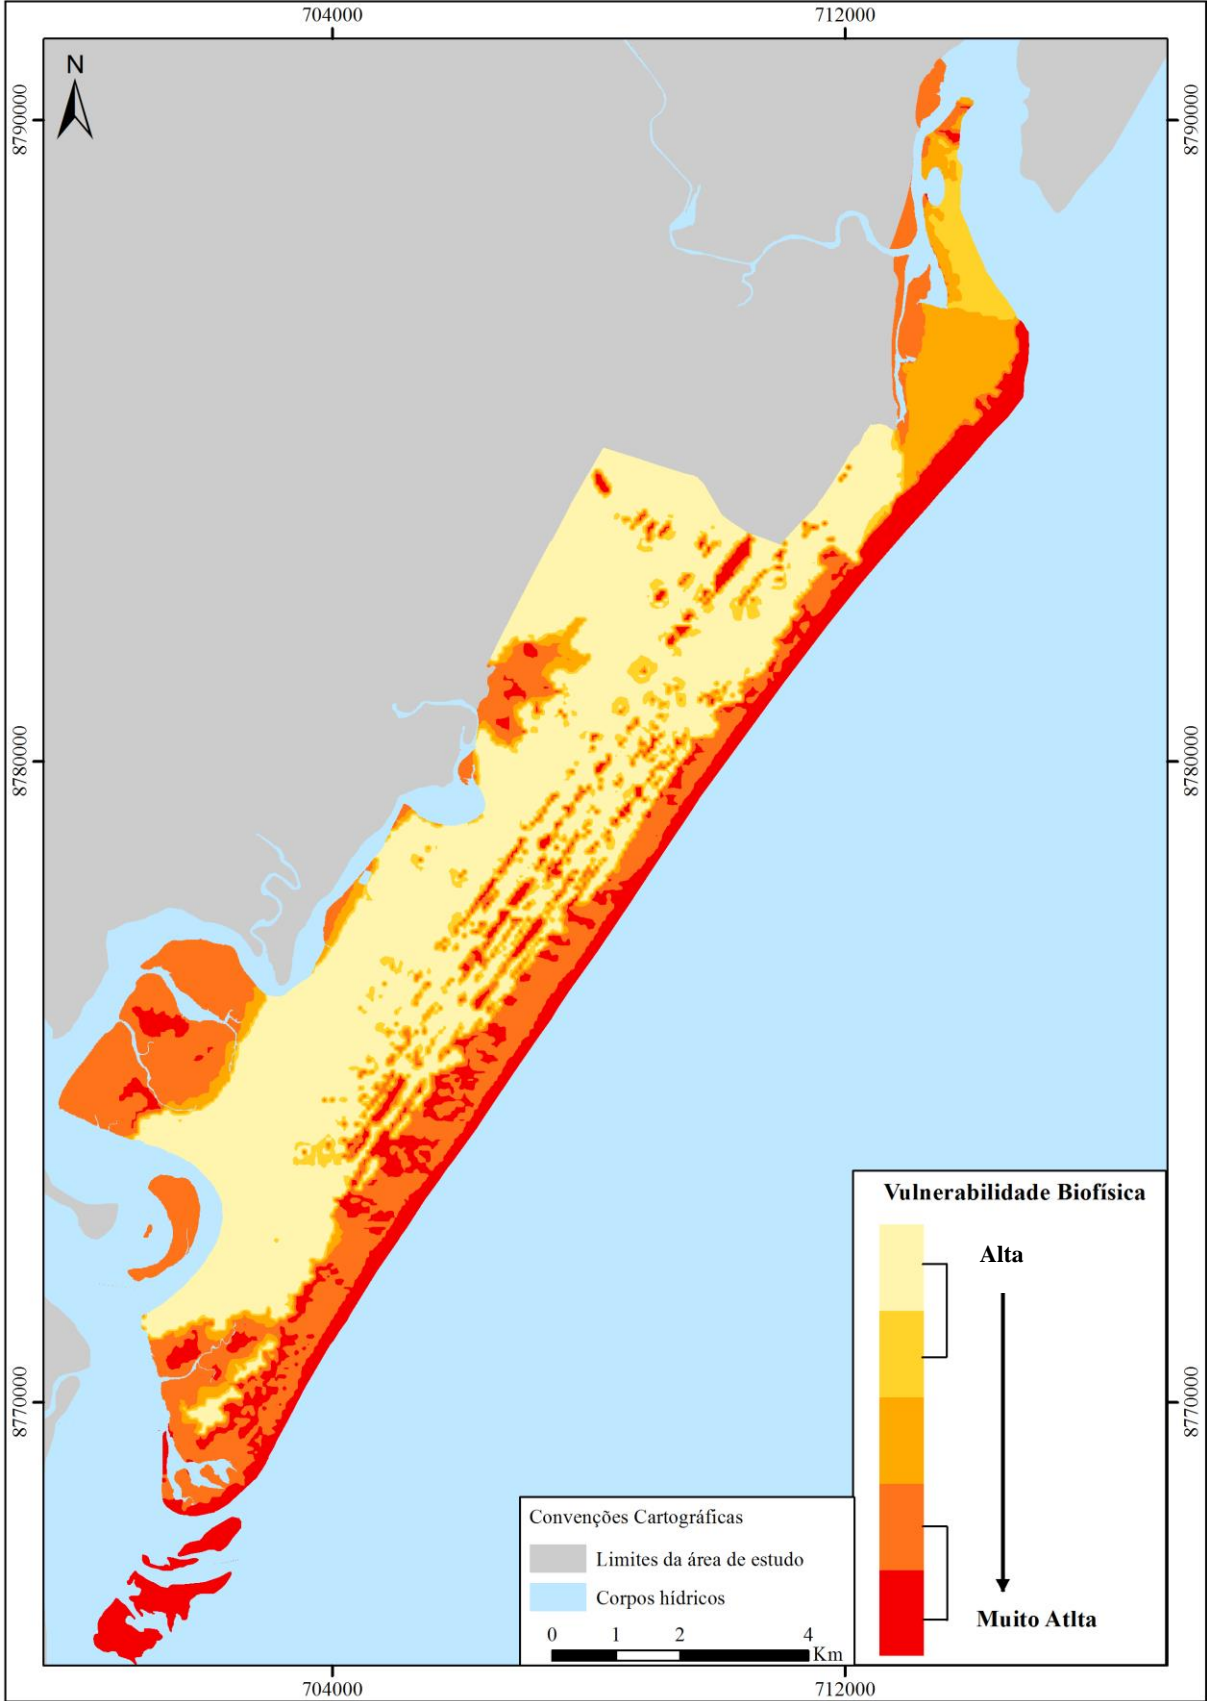 704000
712000
N
8790000
8790000
8780000
8780000
8770000
8770000
Vulnerabilidade Biofísica
Alta
Muito Atlta
Convenções Cartográficas
Limites da área de estudo
Corpos hídricos
0 1 2 4
Km
704000
712000